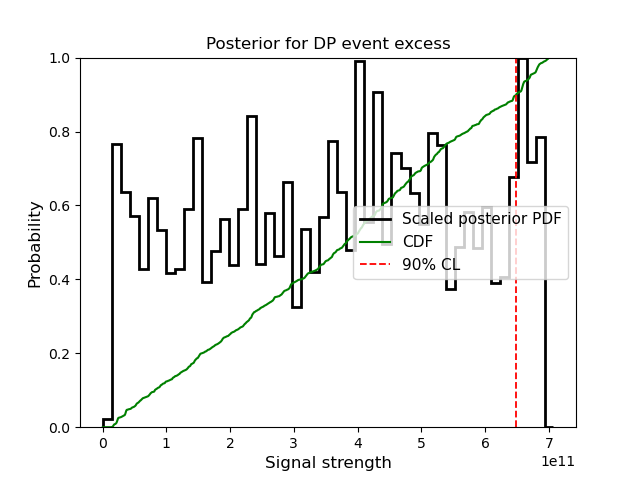 Posterior for DP event excess
Probability
1.0
0.8
0.6
0.4
0.2
0.0
Scaled posterior PDF
CDF
90% CL
0 1 2 3 4 5 6 7
1e11
Signal strength